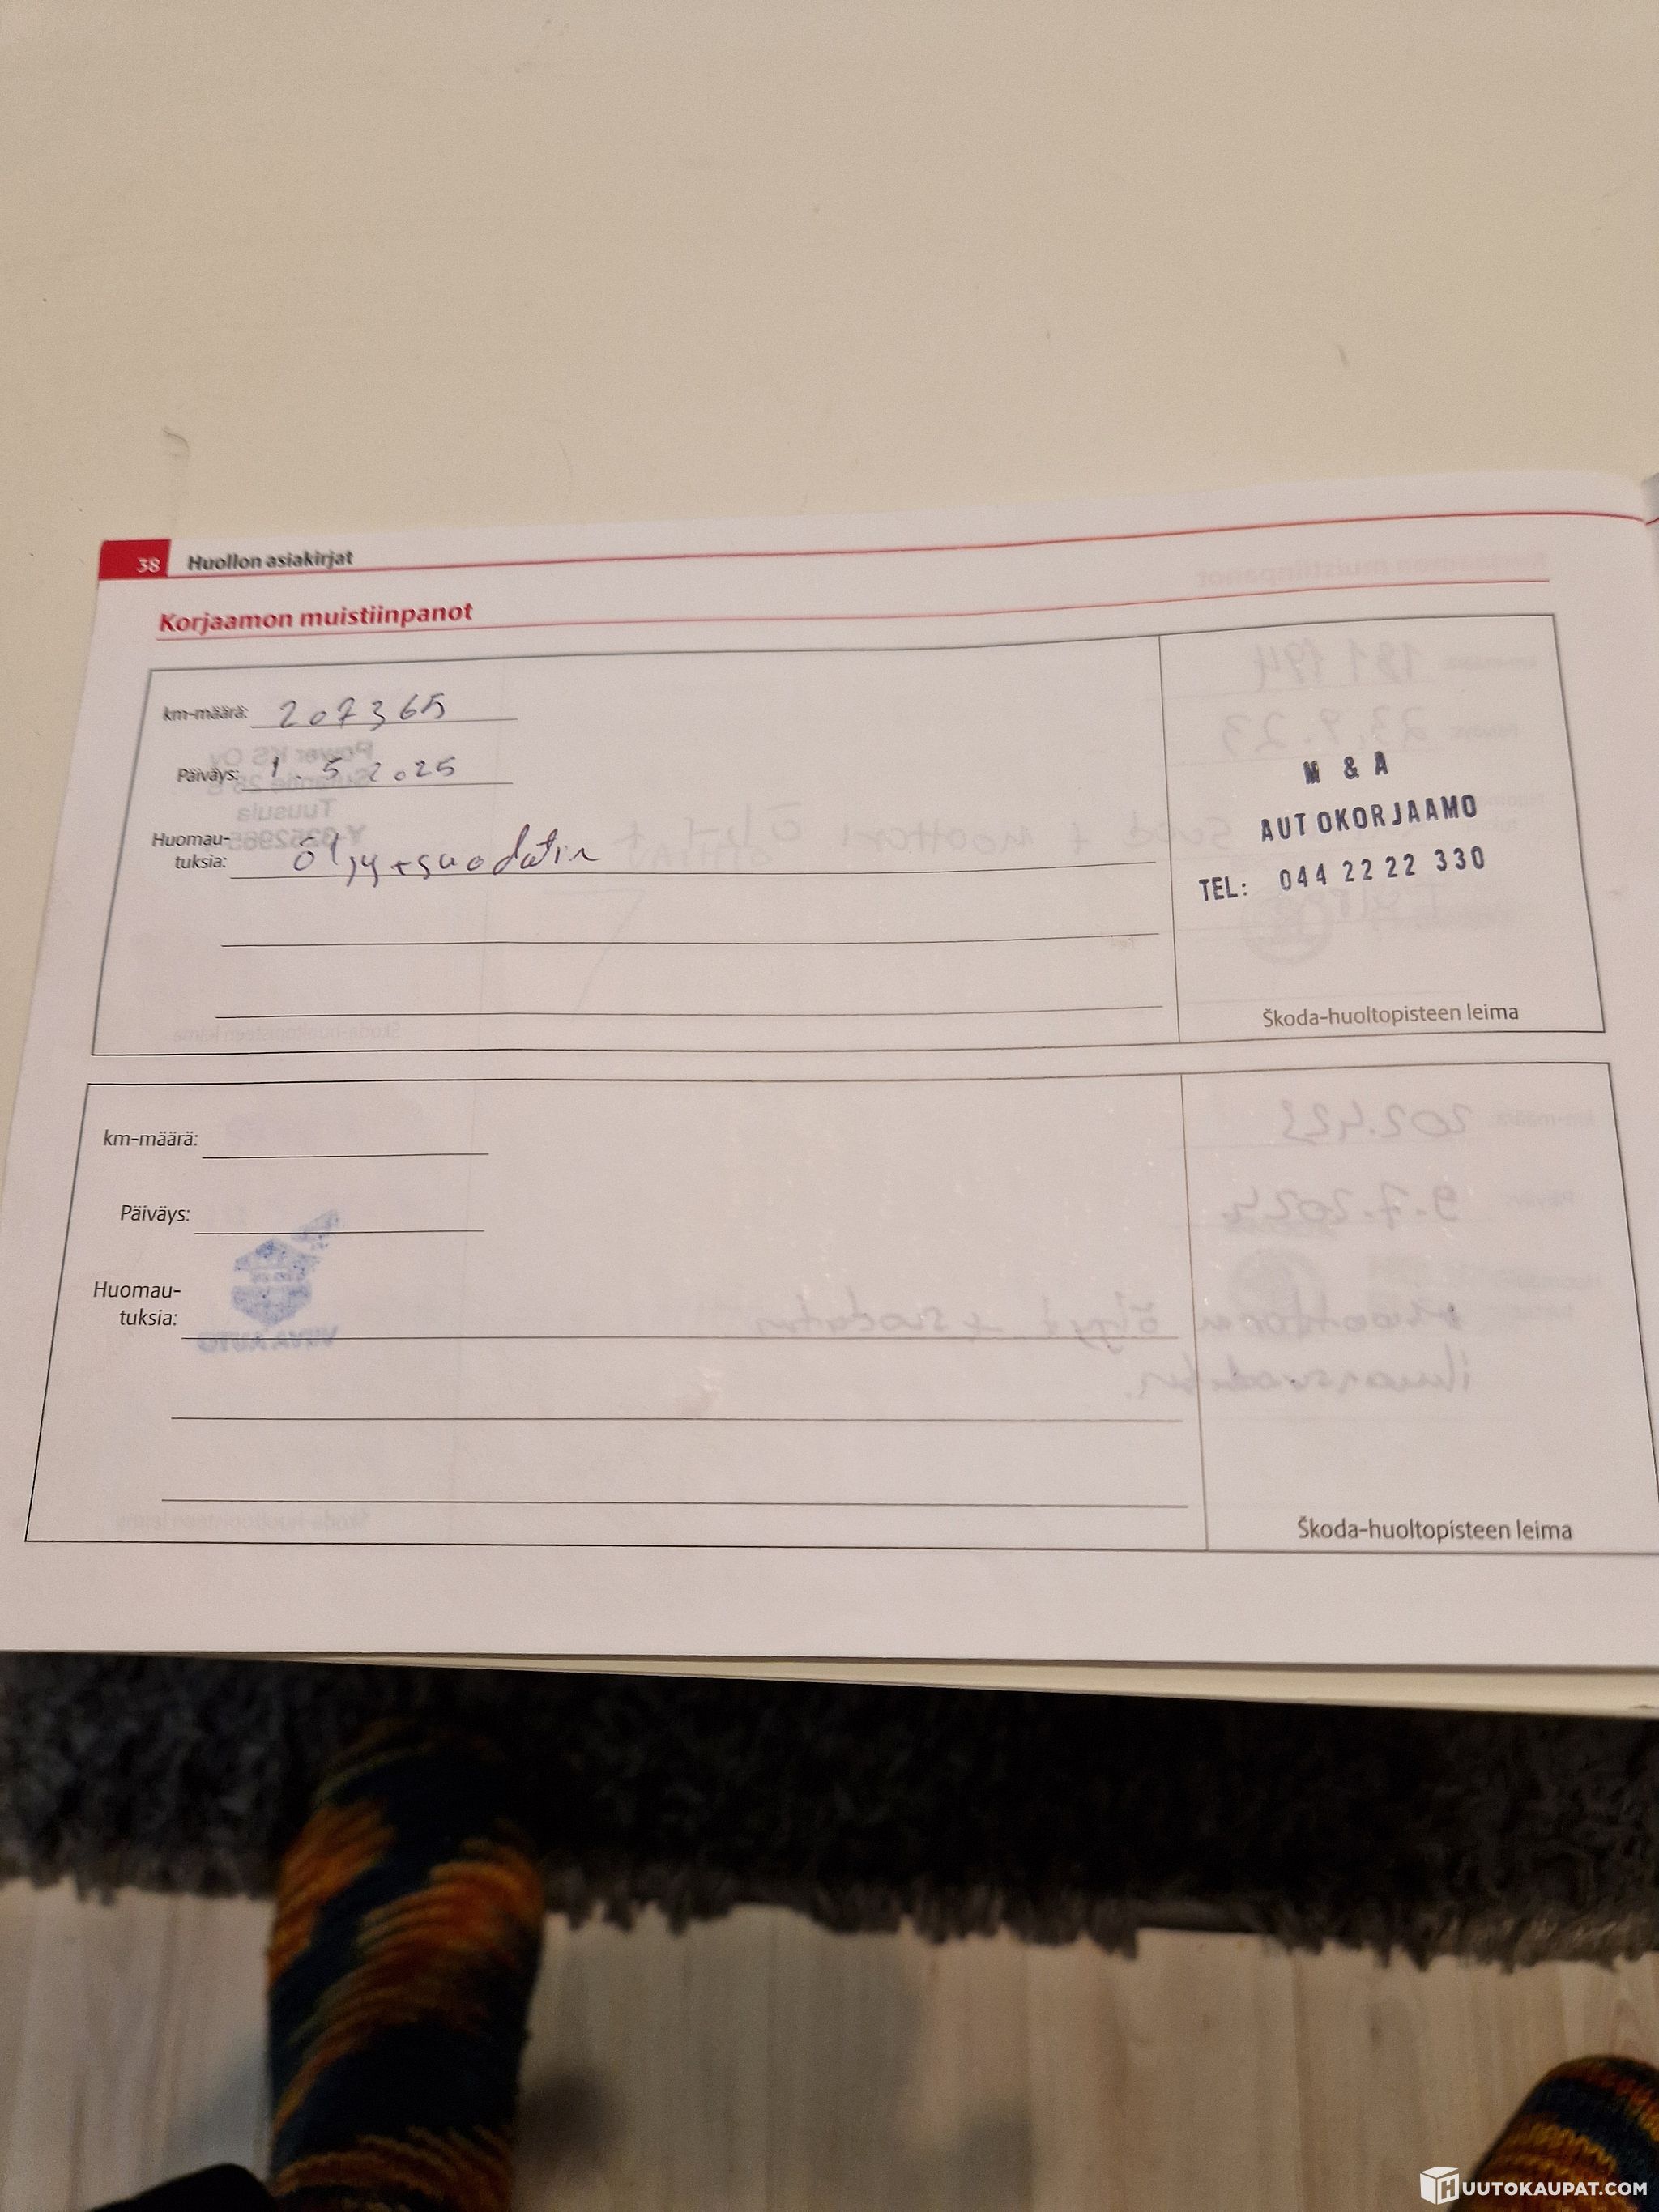 38 Huollon asiakirjat
Korjaamon muistiinpanot
km-määrä: 207365
Päiväys: 1.5 2025
Huomau-
tuksia: öljy+suodatin
M & A
AUTOKORJAAMO
TEL: 044 22 22 330
Škoda-huoltopisteen leima
km-määrä:
Päiväys:
Huomau-
tuksia:
Škoda-huoltopisteen leima
HUUTOKAUPAT.COM